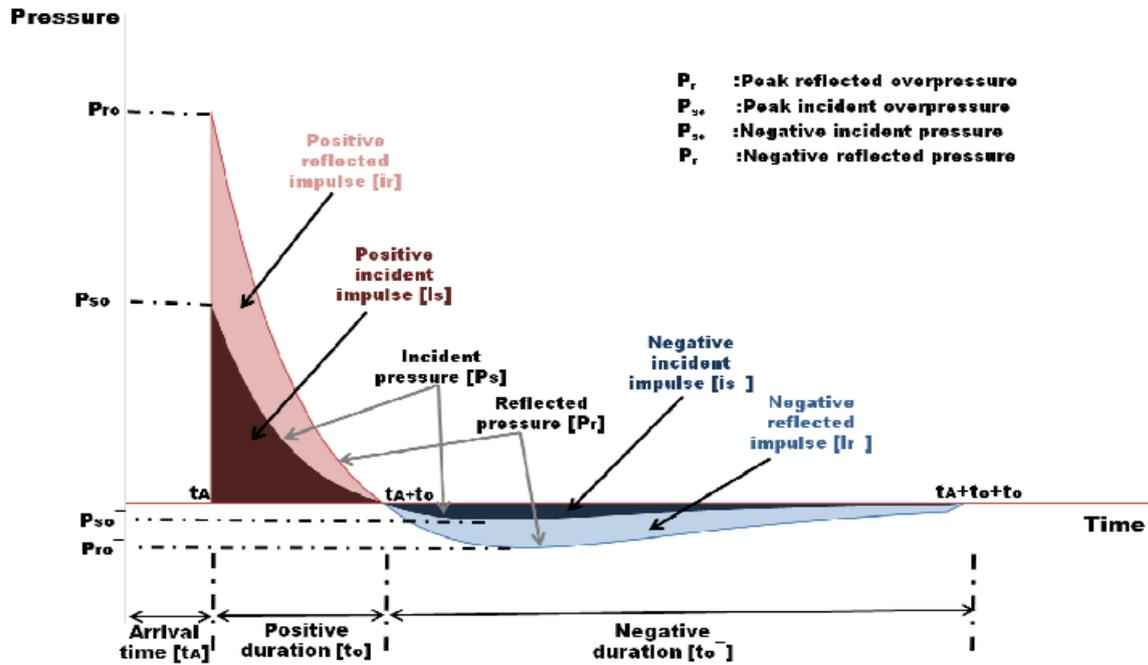 Pressure
Pro
Pr :Peak reflected overpressure
Pso :Peak incident overpressure
Pso :Negative incident pressure
Pr :Negative reflected pressure
Positive
reflected
impulse [ir]
Positive
incident
impulse [Is]
Pso
Incident
pressure [Ps]
Reflected
pressure [Pr]
Negative
incident
impulse [is ]
Negative
reflected
impulse [Ir ]
tA
tA+to
tA+to+to
Pso⁻
Pro⁻
Time
Arrival
time [tA]
Positive
duration [to]
Negative
duration [to⁻]